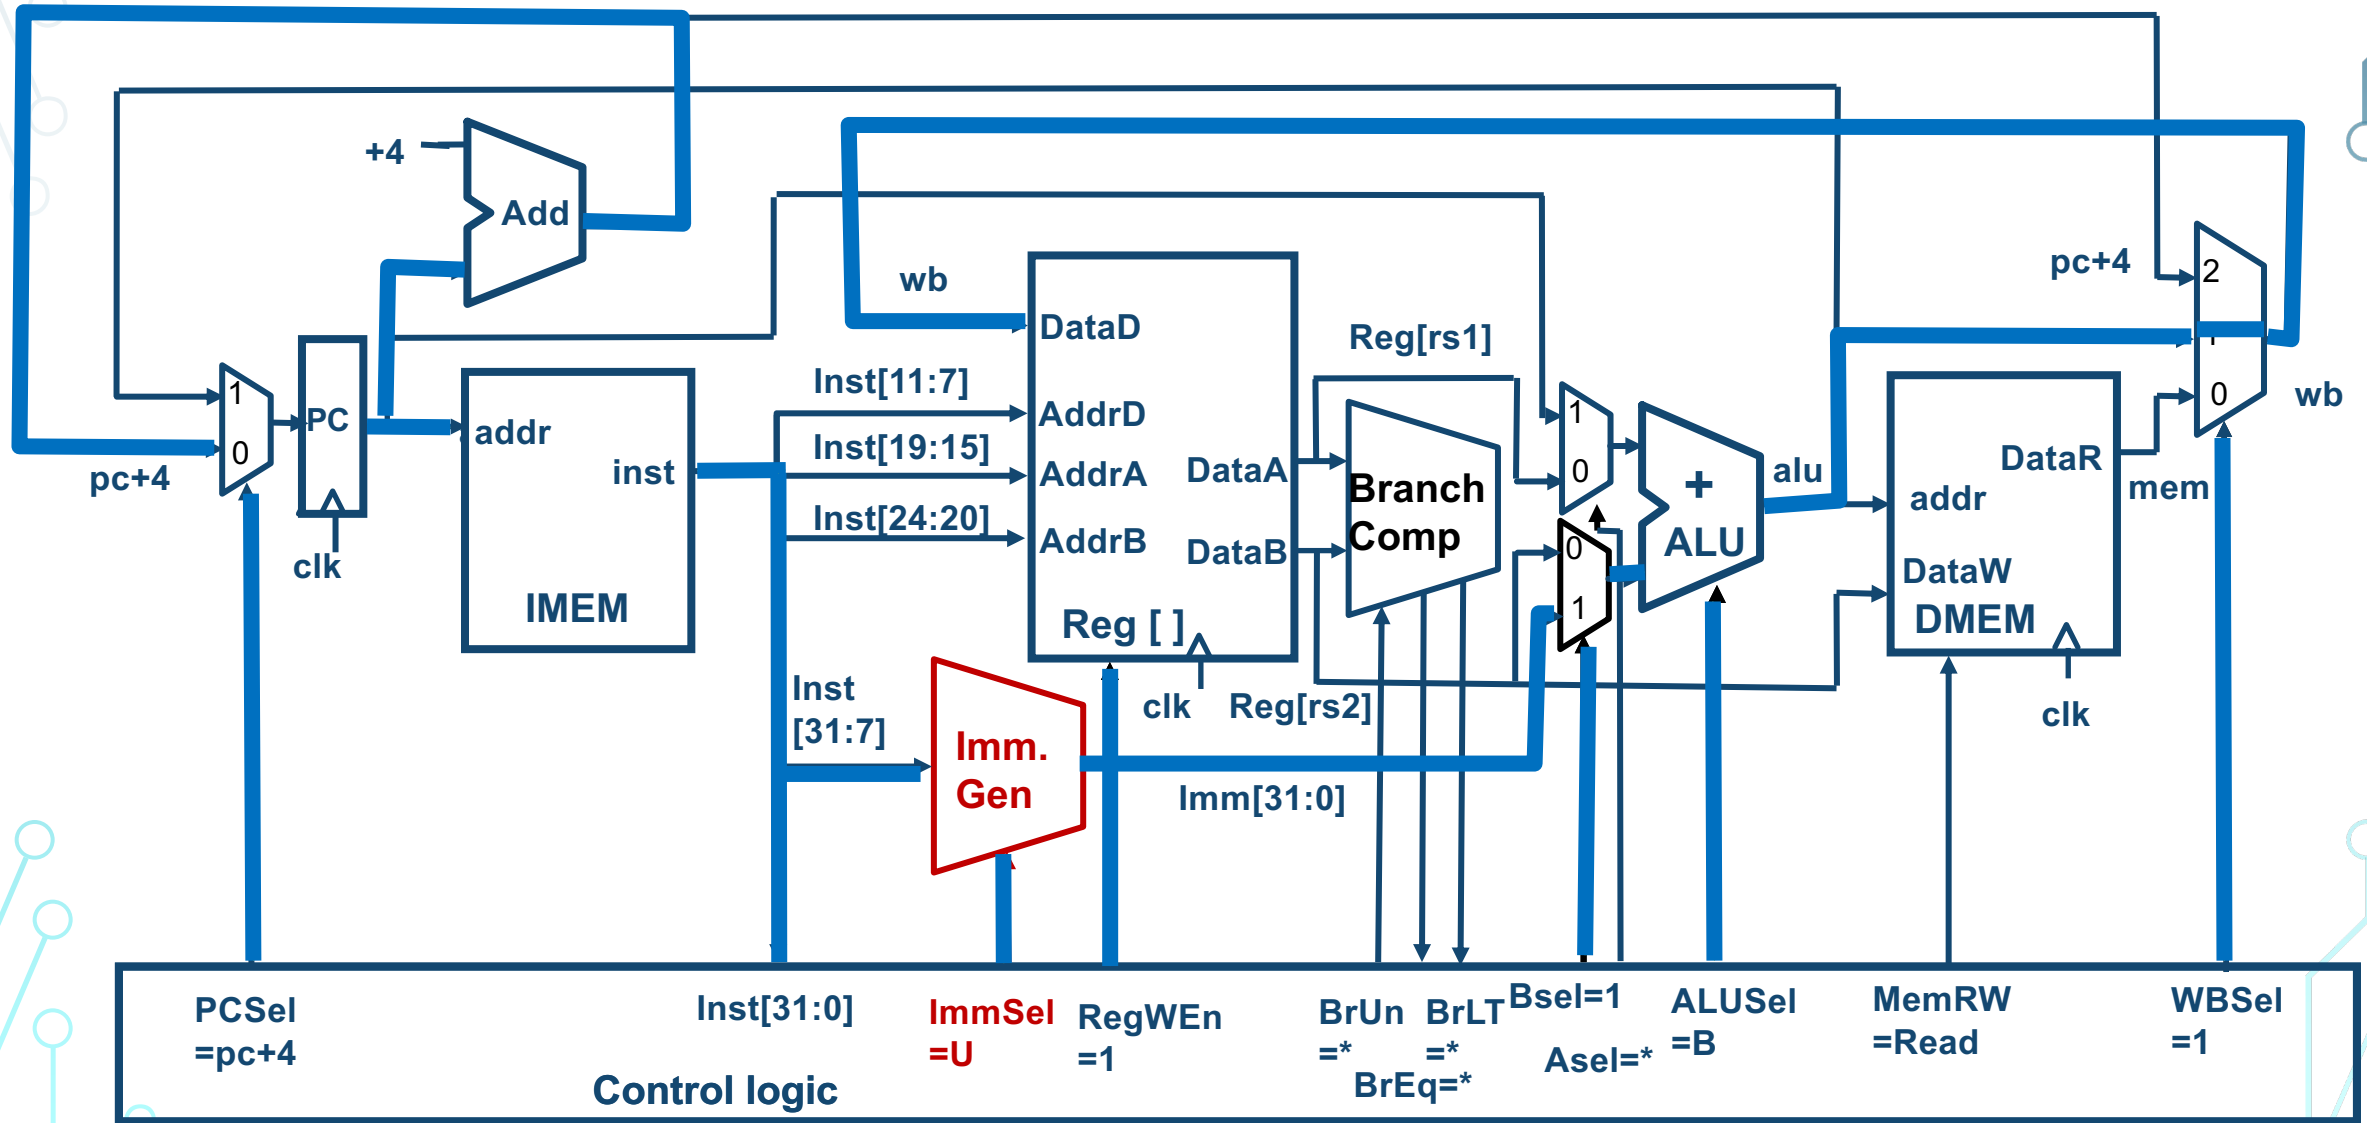 +4
Add
wb
pc+4
2
1
0
pc+4
PC
clk
addr
inst
IMEM
Inst[11:7]
Inst[19:15]
Inst[24:20]
DataD
AddrD
AddrA
AddrB
DataA
DataB
Reg [ ]
clk
Reg[rs1]
Reg[rs2]
Branch
Comp
1
0
0
1
+
ALU
alu
addr
DataW
DMEM
DataR
mem
clk
0
wb
Inst
[31:7]
Imm.
Gen
Imm[31:0]
PCSel
=pc+4
Inst[31:0]
ImmSel
=U
RegWEn
=1
BrUn
=*
BrLT
=*
BrEq=*
Bsel=1
Asel=*
ALUSel
=B
MemRW
=Read
WBSel
=1
Control logic